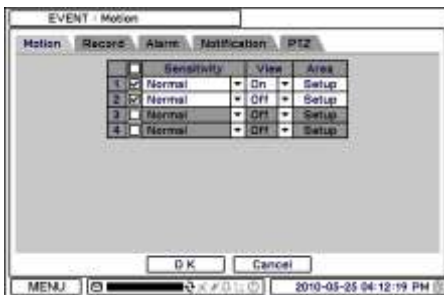 EVENT - Motion
Motion Record Alarm Notification PTZ
Sensitivity View Area
1 Normal On Setup
2 Normal Off Setup
3 Normal Off Setup
4 Normal Off Setup
OK Cancel
MENU 2010-05-25 04:12:19 PM